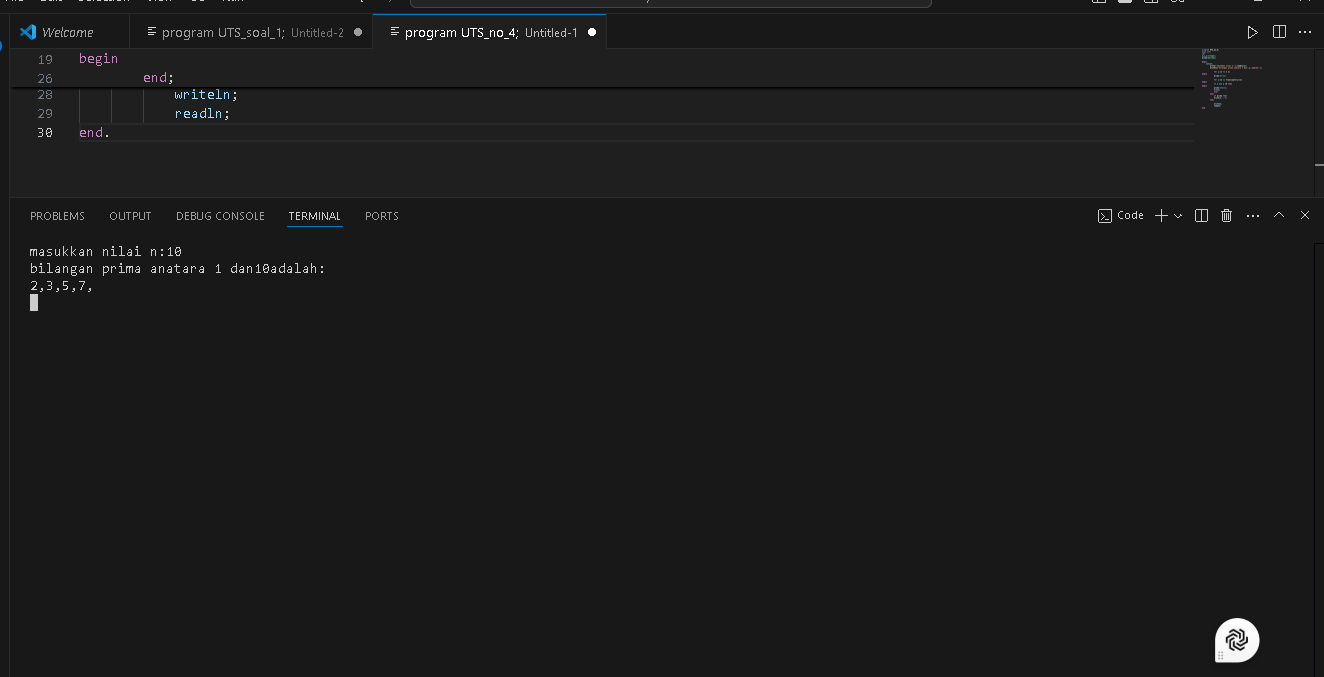 Welcome
program UTS_soal_1; Untitled-2
program UTS_no_4; Untitled-1
19 begin
26 end;
28 writeln;
29 readln;
30 end.
PROBLEMS OUTPUT DEBUG CONSOLE TERMINAL PORTS
Code
masukkan nilai n:10
bilangan prima anatara 1 dan10adalah:
2,3,5,7,